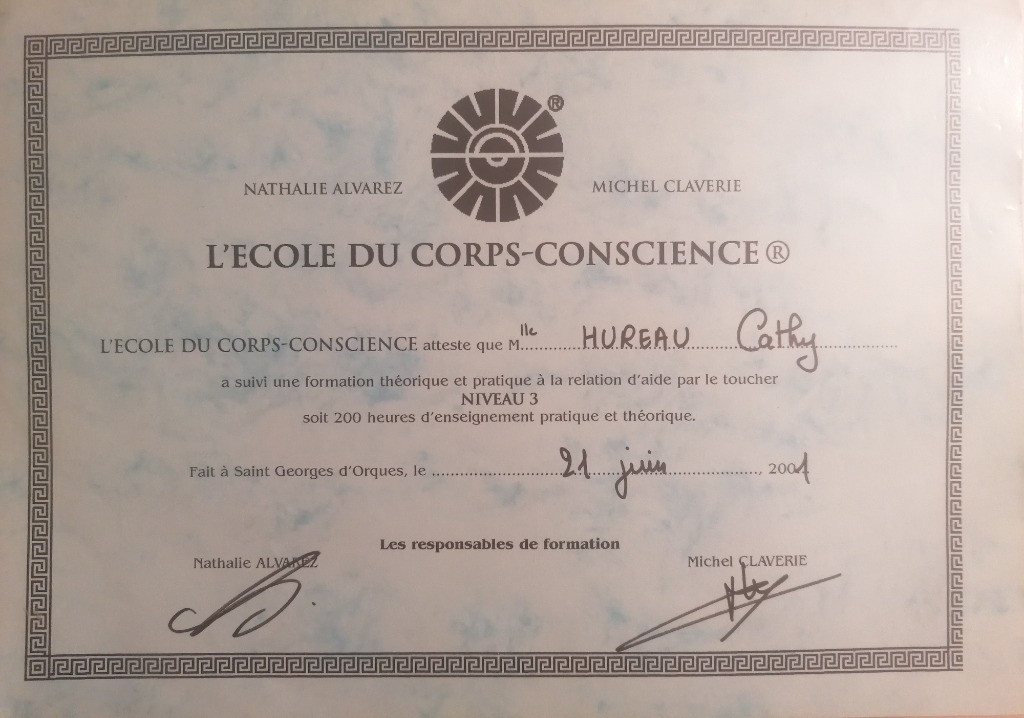 ®
NATHALIE ALVAREZ MICHEL CLAVERIE
L'ECOLE DU CORPS-CONSCIENCE®
L'ECOLE DU CORPS-CONSCIENCE atteste que Mlle HUREAU Cathy
a suivi une formation théorique et pratique à la relation d'aide par le toucher
NIVEAU 3
soit 200 heures d'enseignement pratique et théorique.
Fait à Saint Georges d'Orques, le 21 juin, 2001
Les responsables de formation
Nathalie ALVAREZ Michel CLAVERIE